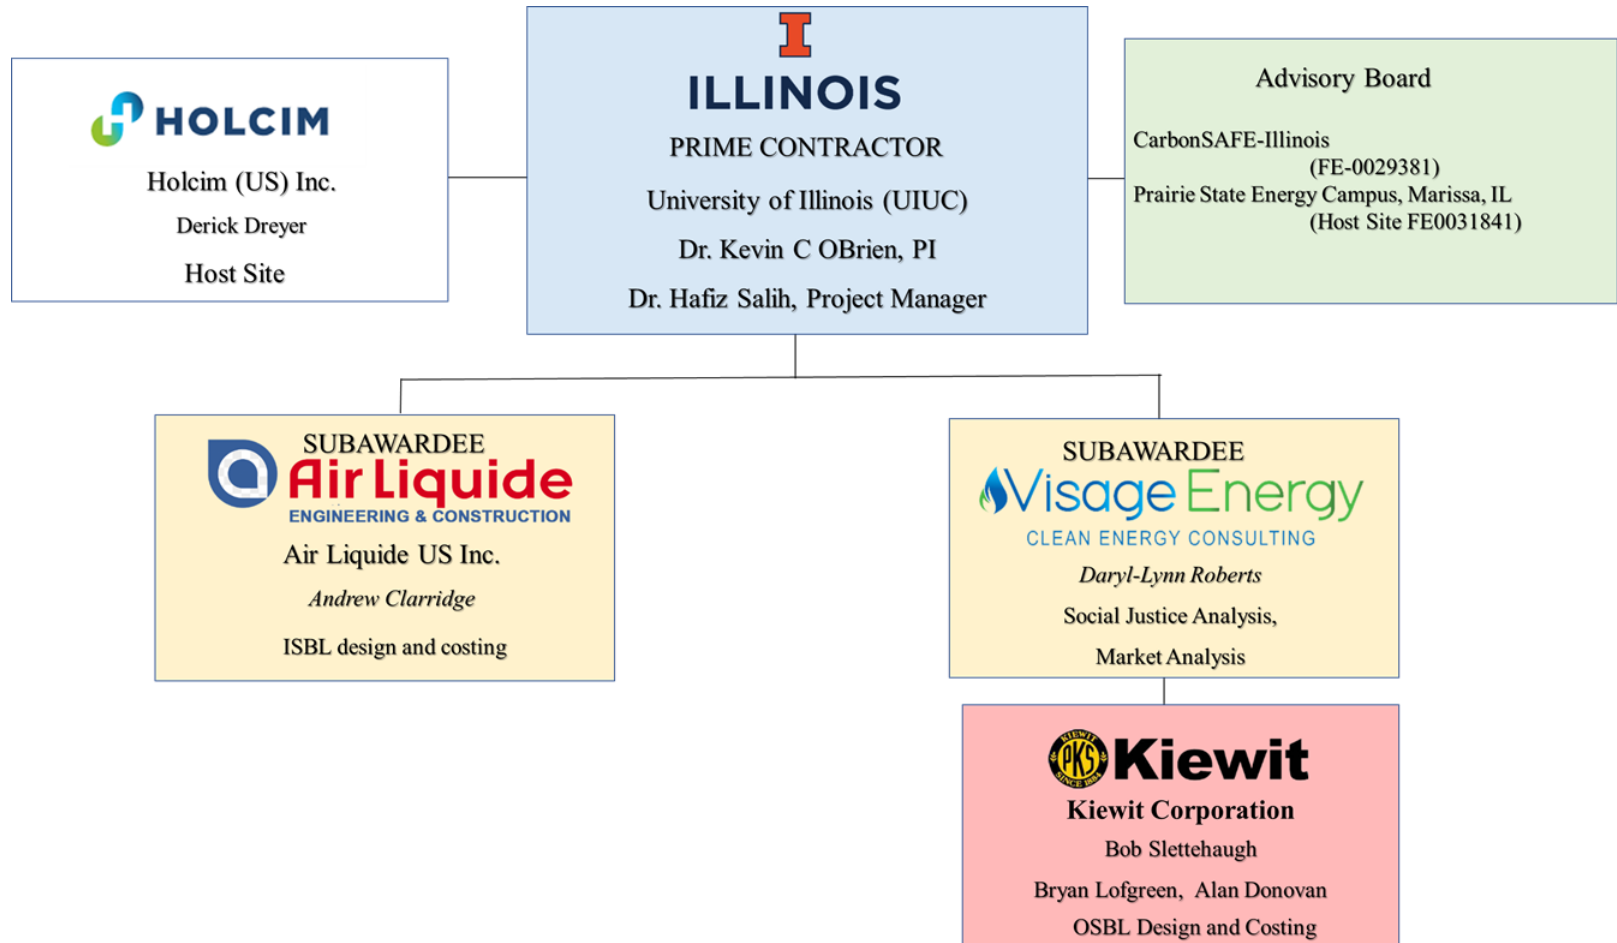 HOLCIM
Holcim (US) Inc.
Derick Dreyer
Host Site
I
ILLINOIS
PRIME CONTRACTOR
University of Illinois (UIUC)
Dr. Kevin C OBrien, PI
Dr. Hafiz Salih, Project Manager
Advisory Board
CarbonSAFE-Illinois
(FE-0029381)
Prairie State Energy Campus, Marissa, IL
(Host Site FE0031841)
SUBAWARDEE
Air Liquide
ENGINEERING & CONSTRUCTION
Air Liquide US Inc.
Andrew Clarridge
ISBL design and costing
SUBAWARDEE
Visage Energy
CLEAN ENERGY CONSULTING
Daryl-Lynn Roberts
Social Justice Analysis,
Market Analysis
KIEWIT
PKS
SINCE 1884
Kiewit
Kiewit Corporation
Bob Slettehaugh
Bryan Lofgreen, Alan Donovan
OSBL Design and Costing